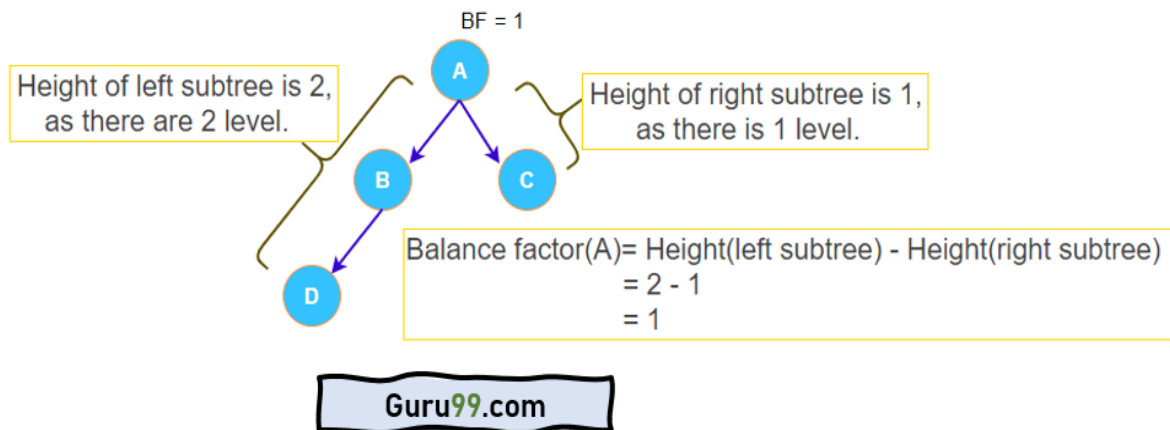 BF = 1
A
Height of left subtree is 2,
as there are 2 level.
Height of right subtree is 1,
as there is 1 level.
B
C
D
Balance factor(A)= Height(left subtree) - Height(right subtree)
= 2 - 1
= 1
Guru99.com